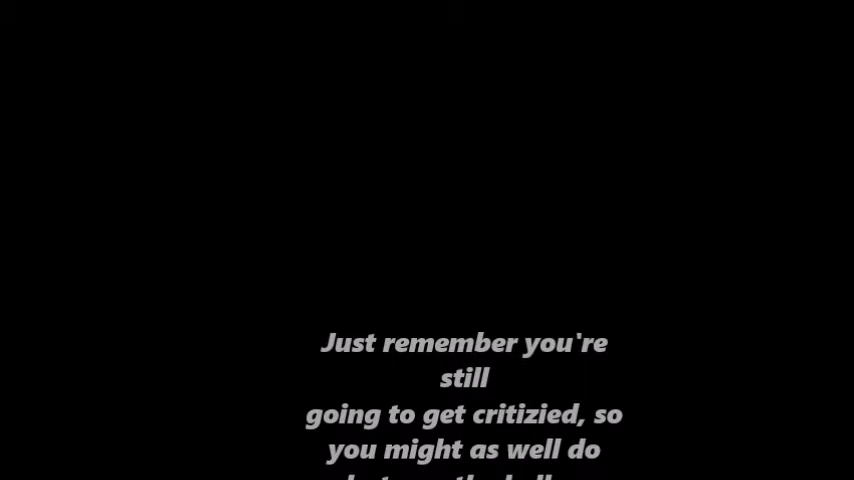 Just remember you're
still
going to get critizied, so
you might as well do